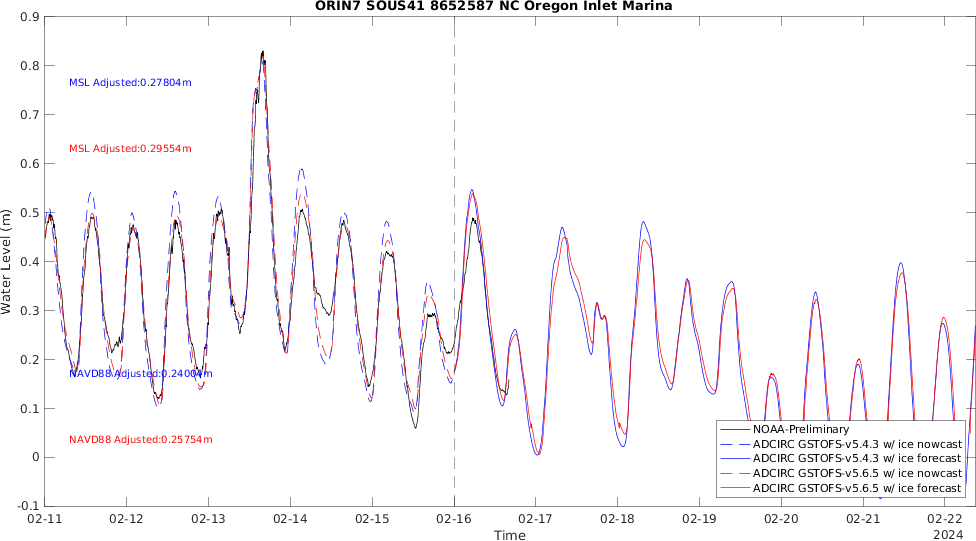 ORIN7 SOUS41 8652587 NC Oregon Inlet Marina
Water Level (m)
0.9
0.8
0.7
0.6
0.5
0.4
0.3
0.2
0.1
0
-0.1
MSL Adjusted:0.27804m
MSL Adjusted:0.29554m
NAVD88 Adjusted:0.24004m
NAVD88 Adjusted:0.25754m
NOAA-Preliminary
ADCIRC GSTOFS-v5.4.3 w/ ice nowcast
ADCIRC GSTOFS-v5.4.3 w/ ice forecast
ADCIRC GSTOFS-v5.6.5 w/ ice nowcast
ADCIRC GSTOFS-v5.6.5 w/ ice forecast
02-11 02-12 02-13 02-14 02-15 02-16 02-17 02-18 02-19 02-20 02-21 02-22
Time 2024